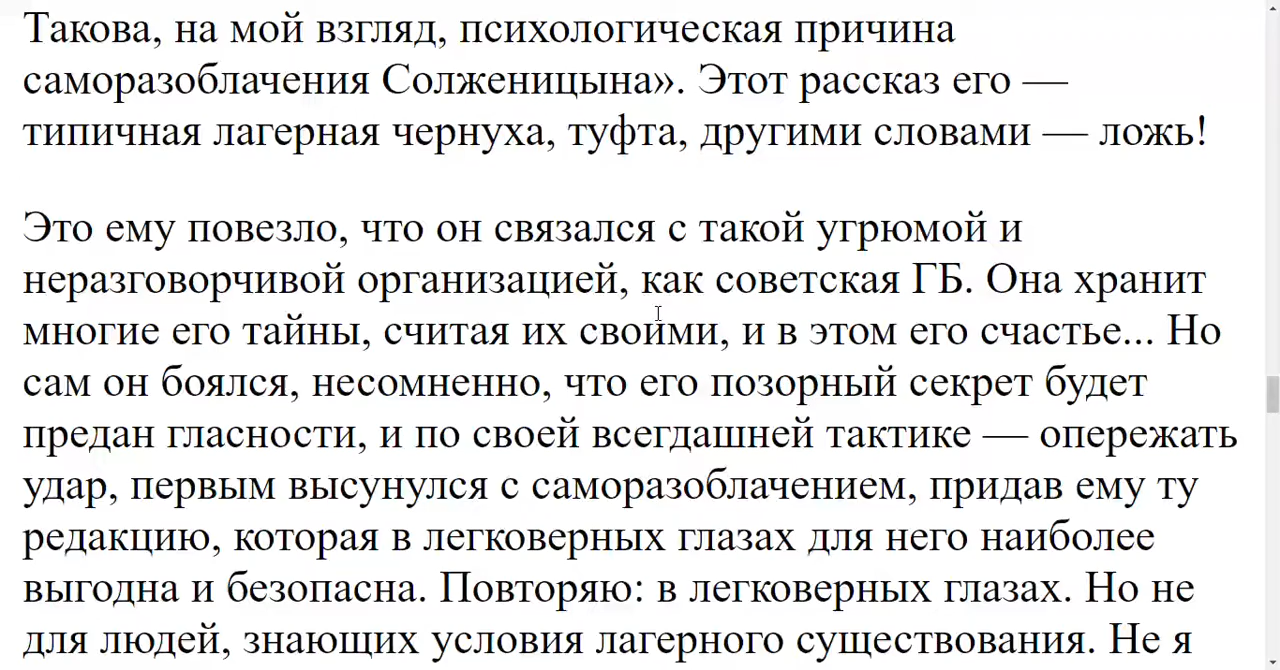 Такова, на мой взгляд, психологическая причина
саморазоблачения Солженицына». Этот рассказ его —
типичная лагерная чернуха, туфта, другими словами — ложь!
Это ему повезло, что он связался с такой угрюмой и
неразговорчивой организацией, как советская ГБ. Она хранит
многие его тайны, считая их своими, и в этом его счастье... Но
сам он боялся, несомненно, что его позорный секрет будет
предан гласности, и по своей всегдашней тактике — опережать
удар, первым высунулся с саморазоблачением, придав ему ту
редакцию, которая в легковерных глазах для него наиболее
выгодна и безопасна. Повторяю: в легковерных глазах. Но не
для людей, знающих условия лагерного существования. Не я